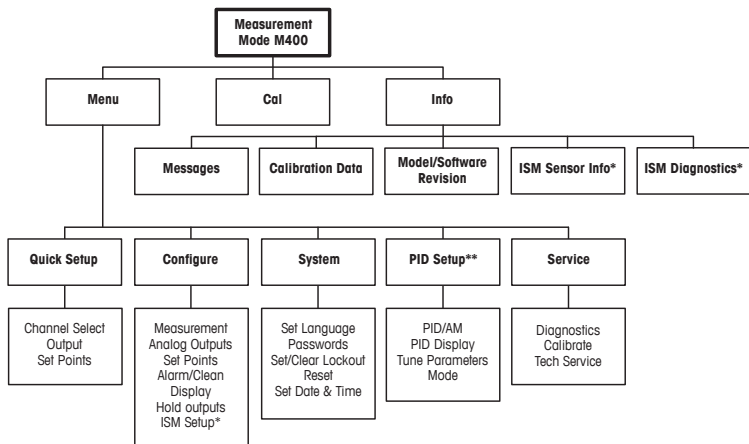 Measurement
Mode M400
Menu
Cal
Info
Messages
Calibration Data
Model/Software
Revision
ISM Sensor Info*
ISM Diagnostics*
Quick Setup
Configure
System
PID Setup**
Service
Channel Select
Output
Set Points
Measurement
Analog Outputs
Set Points
Alarm/Clean
Display
Hold outputs
ISM Setup*
Set Language
Passwords
Set/Clear Lockout
Reset
Set Date & Time
PID/AM
PID Display
Tune Parameters
Mode
Diagnostics
Calibrate
Tech Service